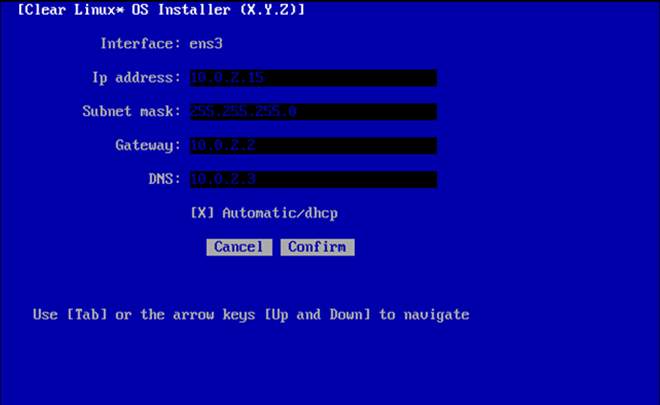 [Clear Linux* OS Installer (X.Y.Z)]
Interface: ens3
Ip address: 10.0.2.15
Subnet mask: 255.255.255.0
Gateway: 10.0.2.2
DNS: 10.0.2.3
[X] Automatic/dhcp
Cancel Confirm
Use [Tab] or the arrow keys [Up and Down] to navigate